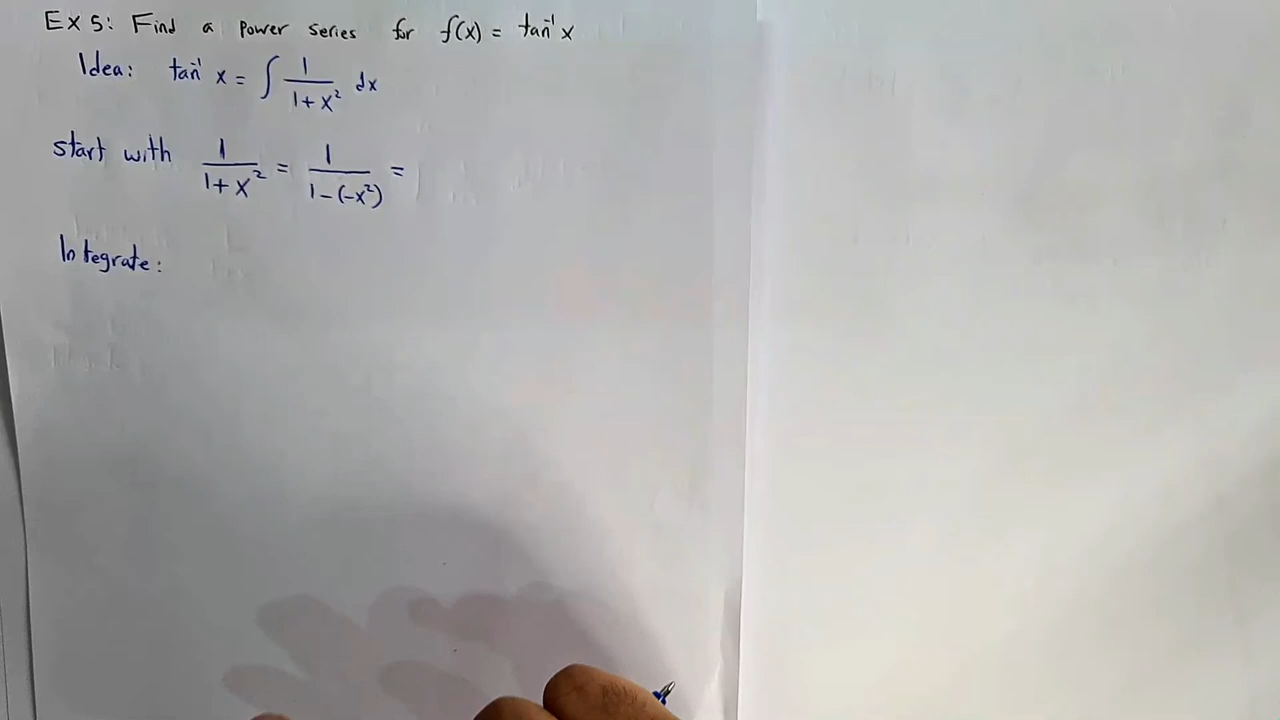 Ex 5: Find a power series for f(x) = tan⁻¹ x
Idea: tan⁻¹ x = ∫ 1/(1+x²) dx
start with 1/(1+x²) = 1/(1-(-x²)) =
Integrate: